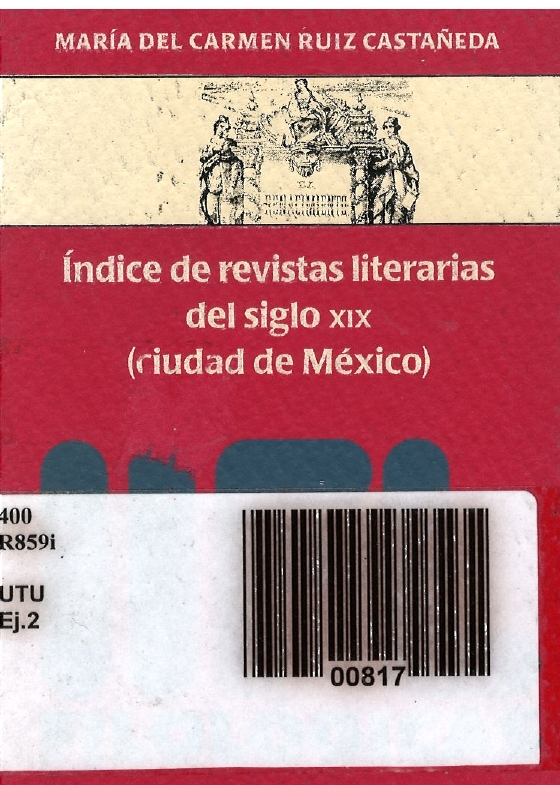 MARÍA DEL CARMEN RUIZ CASTAÑEDA
EL
RENACIMIENTO
Índice de revistas literarias
del siglo XIX
(ciudad de México)
400
R859i
UTU
Ej.2
00817